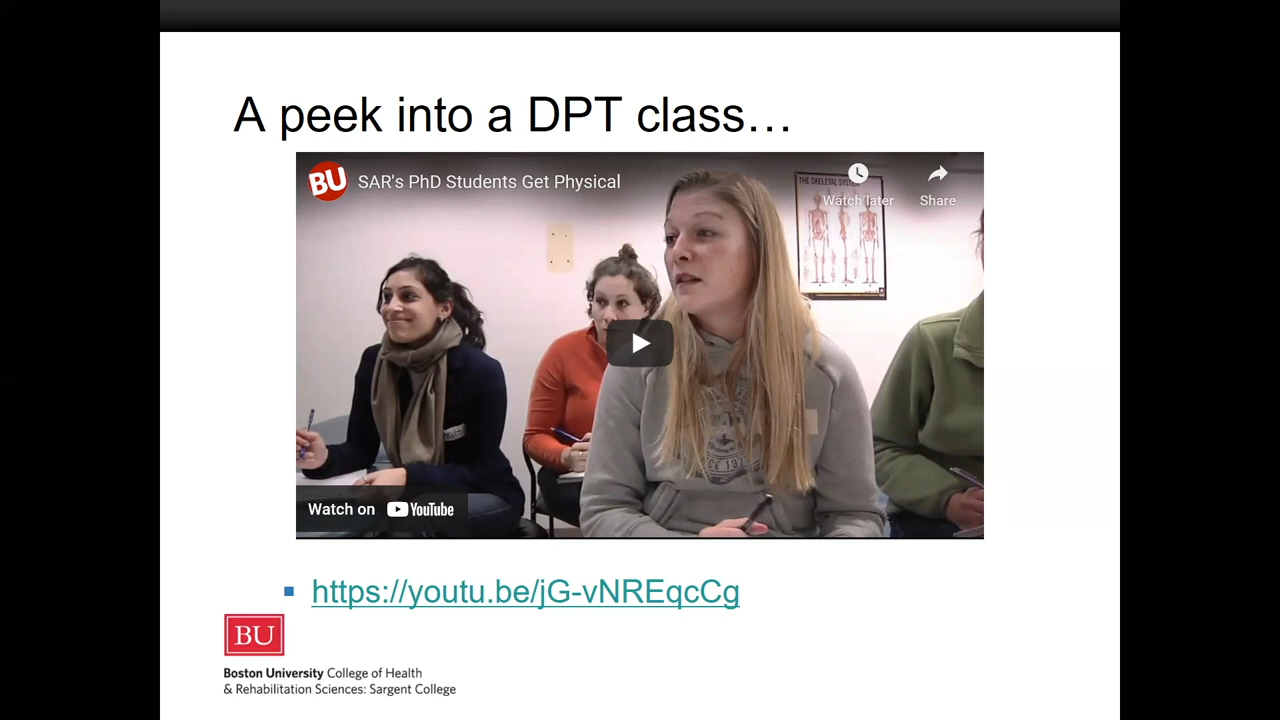 A peek into a DPT class…
BU SAR's PhD Students Get Physical
Watch later
Share
THE SKELETAL SYSTEM
Watch on YouTube
https://youtu.be/jG-vNREqcCg
BU
Boston University College of Health
& Rehabilitation Sciences: Sargent College